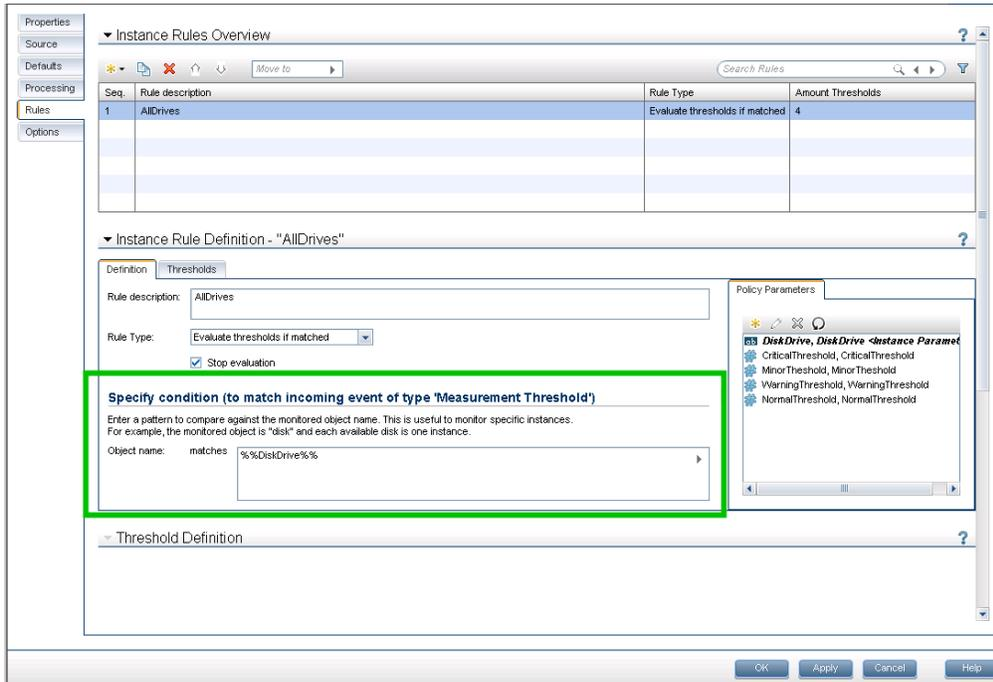 Properties
Source
Defaults
Processing
Rules
Options
Instance Rules Overview
?
Move to
Search Rules
Seq. Rule description Rule Type Amount Thresholds
1 AllDrives Evaluate thresholds if matched 4
Instance Rule Definition - "AllDrives"
?
Definition Thresholds
Rule description: AllDrives
Rule Type: Evaluate thresholds if matched
Stop evaluation
Specify condition (to match incoming event of type 'Measurement Threshold')
Enter a pattern to compare against the monitored object name. This is useful to monitor specific instances.
For example, the monitored object is "disk" and each available disk is one instance.
Object name: matches %%DiskDrive%%
Policy Parameters
DiskDrive, DiskDrive <Instance Paramet
CriticalThreshold, CriticalThreshold
MinorTheshold, MinorTheshold
WarningThreshold, WarningThreshold
NormalThreshold, NormalThreshold
Threshold Definition
?
OK Apply Cancel Help